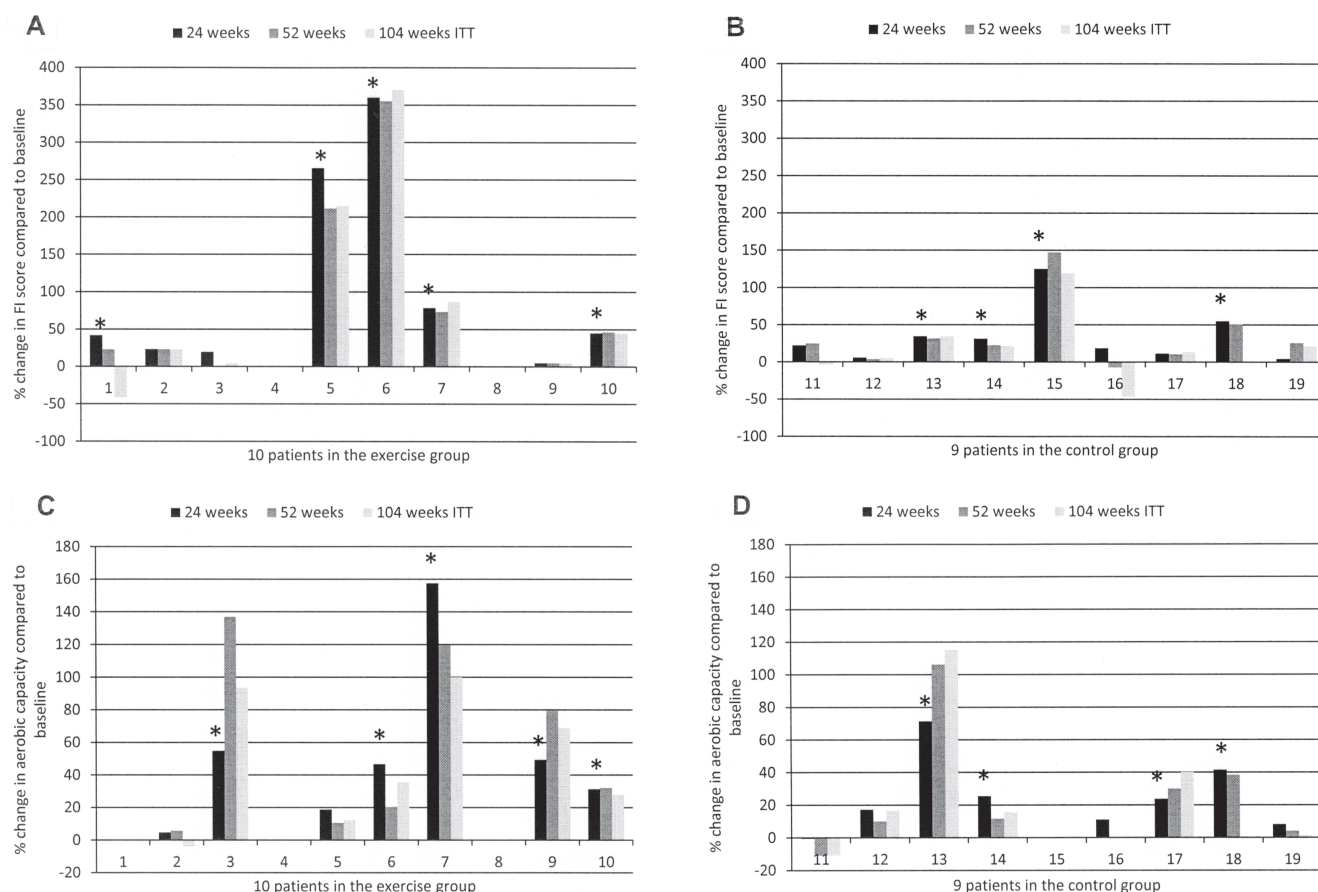 A
■ 24 weeks ■ 52 weeks ■ 104 weeks ITT
% change in FI score compared to baseline
400
350
300
250
200
150
100
50
0
-50
-100
*
*
*
*
*
1 2 3 4 5 6 7 8 9 10
10 patients in the exercise group
B
■ 24 weeks ■ 52 weeks ■ 104 weeks ITT
% change in FI score compared to baseline
400
350
300
250
200
150
100
50
0
-50
-100
*
*
*
*
11 12 13 14 15 16 17 18 19
9 patients in the control group
C
■ 24 weeks ■ 52 weeks ■ 104 weeks ITT
% change in aerobic capacity compared to
baseline
180
160
140
120
100
80
60
40
20
0
-20
*
*
*
*
*
1 2 3 4 5 6 7 8 9 10
10 patients in the exercise group
D
■ 24 weeks ■ 52 weeks ■ 104 weeks ITT
% change in aerobic capacity compared to
baseline
180
160
140
120
100
80
60
40
20
0
-20
*
*
*
*
11 12 13 14 15 16 17 18 19
9 patients in the control group